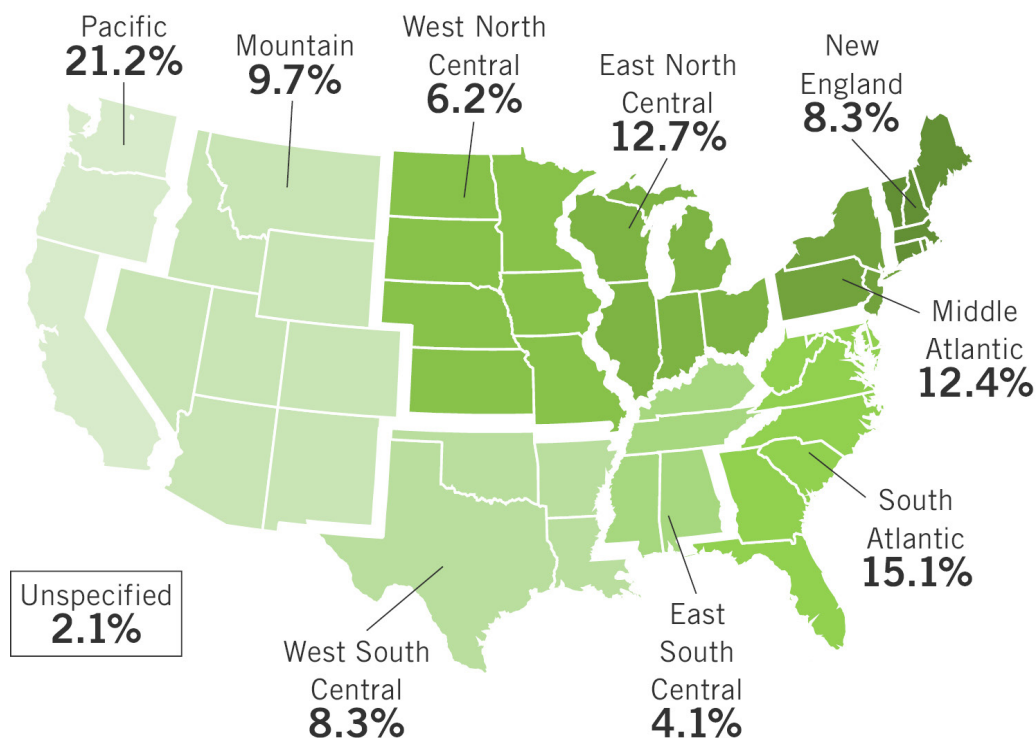 Pacific
21.2%
Mountain
9.7%
West North
Central
6.2%
East North
Central
12.7%
New
England
8.3%
Middle
Atlantic
12.4%
South
Atlantic
15.1%
East
South
Central
4.1%
West South
Central
8.3%
Unspecified
2.1%